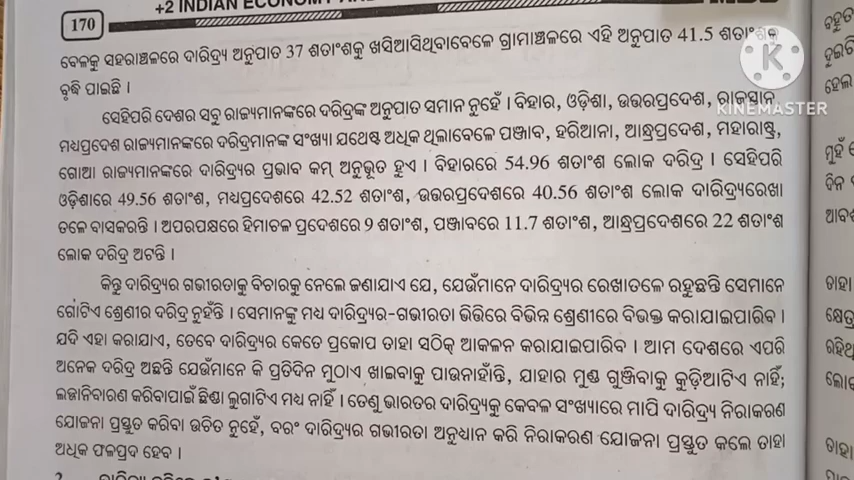 170
+2 INDIAN ECONOMY
ବେଳକୁ ସହରାଞ୍ଚଳରେ ଦାରିଦ୍ର୍ୟ ଅନୁପାତ 37 ଶତାଂଶକୁ ଖସିଆସିଥିବାବେଳେ ଗ୍ରାମାଞ୍ଚଳରେ ଏହି ଅନୁପାତ 41.5 ଶତାଂଶକୁ
ବୃଦ୍ଧି ପାଇଛି ।
ସେହିପରି ଦେଶର ସବୁ ରାଜ୍ୟମାନଙ୍କରେ ଦରିଦ୍ରଙ୍କ ଅନୁପାତ ସମାନ ନୁହେଁ । ବିହାର, ଓଡ଼ିଶା, ଉତ୍ତରପ୍ରଦେଶ, ରାଜସ୍ଥାନ,
ମଧ୍ୟପ୍ରଦେଶ ରାଜ୍ୟମାନଙ୍କରେ ଦରିଦ୍ରମାନଙ୍କ ସଂଖ୍ୟା ଯଥେଷ୍ଟ ଅଧିକ ଥିଲାବେଳେ ପଞ୍ଜାବ, ହରିଆନା, ଆନ୍ଧ୍ରପ୍ରଦେଶ, ମହାରାଷ୍ଟ୍ର,
ଗୋଆ ରାଜ୍ୟମାନଙ୍କରେ ଦାରିଦ୍ର୍ୟର ପ୍ରଭାବ କମ୍ ଅନୁଭୂତ ହୁଏ । ବିହାରରେ 54.96 ଶତାଂଶ ଲୋକ ଦରିଦ୍ର । ସେହିପରି
ଓଡ଼ିଶାରେ 49.56 ଶତାଂଶ, ମଧ୍ୟପ୍ରଦେଶରେ 42.52 ଶତାଂଶ, ଉତ୍ତରପ୍ରଦେଶରେ 40.56 ଶତାଂଶ ଲୋକ ଦାରିଦ୍ର୍ୟରେଖା
ତଳେ ବାସକରନ୍ତି । ଅପରପକ୍ଷରେ ହିମାଚଳ ପ୍ରଦେଶରେ 9 ଶତାଂଶ, ପଞ୍ଜାବରେ 11.7 ଶତାଂଶ, ଆନ୍ଧ୍ରପ୍ରଦେଶରେ 22 ଶତାଂଶ
ଲୋକ ଦରିଦ୍ର ଅଟନ୍ତି ।
କିନ୍ତୁ ଦାରିଦ୍ର୍ୟର ଗଭୀରତାକୁ ବିଚାରକୁ ନେଲେ ଜଣାଯାଏ ଯେ, ଯେଉଁମାନେ ଦାରିଦ୍ର୍ୟର ରେଖାତଳେ ରହୁଛନ୍ତି ସେମାନେ
ଗୋଟିଏ ଶ୍ରେଣୀର ଦରିଦ୍ର ନୁହଁନ୍ତି । ସେମାନଙ୍କୁ ମଧ୍ୟ ଦାରିଦ୍ର୍ୟର-ଗଭୀରତା ଭିତ୍ତିରେ ବିଭିନ୍ନ ଶ୍ରେଣୀରେ ବିଭକ୍ତ କରାଯାଇପାରିବ ।
ଯଦି ଏହା କରାଯାଏ, ତେବେ ଦାରିଦ୍ର୍ୟର କେତେ ପ୍ରକୋପ ତାହା ସଠିକ୍ ଆକଳନ କରାଯାଇପାରିବ । ଆମ ଦେଶରେ ଏପରି
ଅନେକ ଦରିଦ୍ର ଅଛନ୍ତି ଯେଉଁମାନେ କି ପ୍ରତିଦିନ ମୁଠାଏ ଖାଇବାକୁ ପାଉନାହାଁନ୍ତି, ଯାହାର ମୁଣ୍ଡ ଗୁଞ୍ଜିବାକୁ କୁଡ଼ିଆଟିଏ ନାହିଁ;
ଲଜ୍ଜାନିବାରଣ କରିବାପାଇଁ ଛିଣ୍ଡା ଲୁଗାଟିଏ ମଧ୍ୟ ନାହିଁ । ତେଣୁ ଭାରତର ଦାରିଦ୍ର୍ୟକୁ କେବଳ ସଂଖ୍ୟାରେ ମାପି ଦାରିଦ୍ର୍ୟ ନିରାକରଣ
ଯୋଜନା ପ୍ରସ୍ତୁତ କରିବା ଉଚିତ ନୁହେଁ, ବରଂ ଦାରିଦ୍ର୍ୟର ଗଭୀରତା ଅନୁଧ୍ୟାନ କରି ନିରାକରଣ ଯୋଜନା ପ୍ରସ୍ତୁତ କଲେ ତାହା
ଅଧିକ ଫଳପ୍ରଦ ହେବ ।
KINEMASTER
ବହୁତ
ଦୁଇଟି
ହେଲ
ମୁହଁ
ଦିନ
ତାହା
କ୍ଷେତ୍ର
ରହିଥି
ଲୋକ
ତାହା